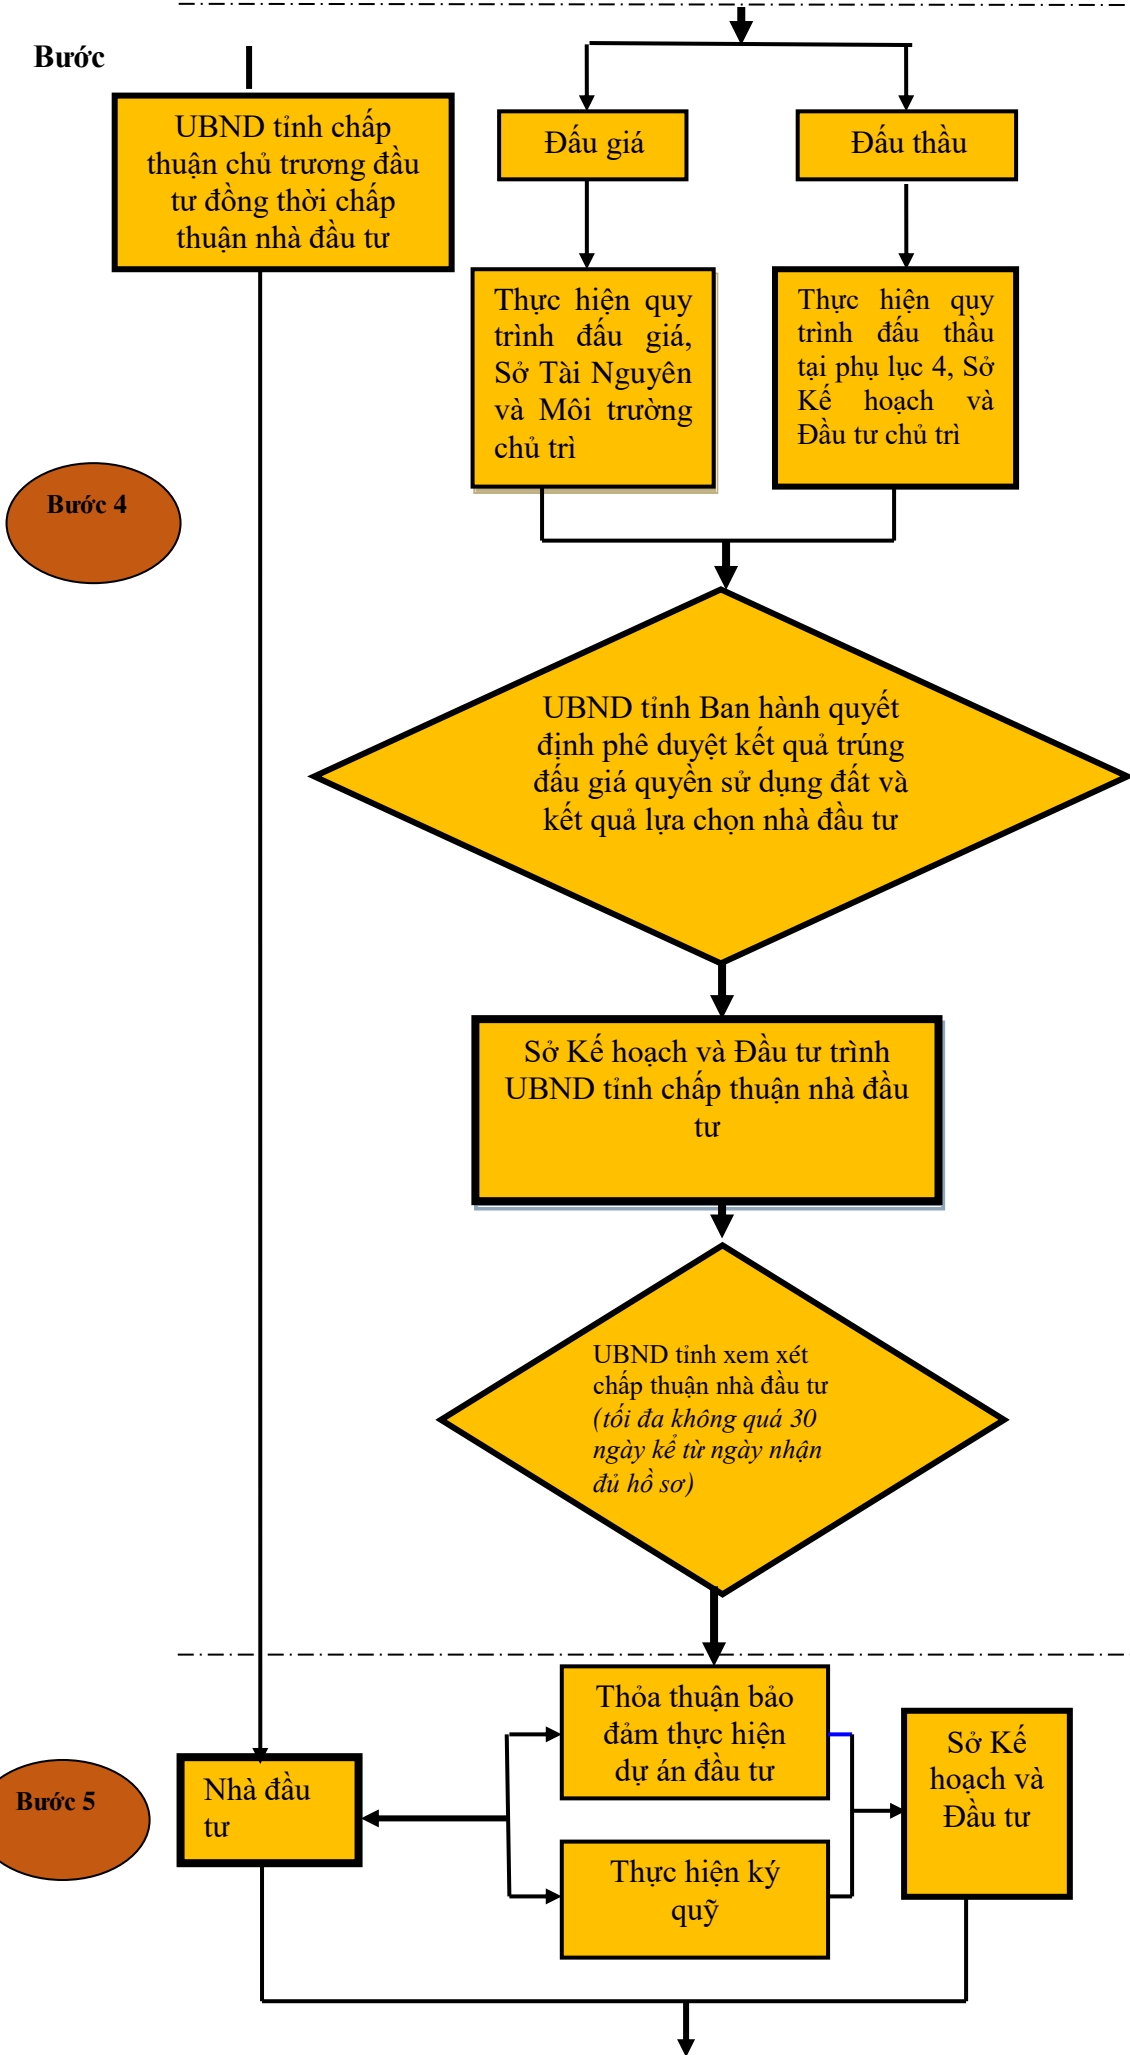 Bước
UBND tỉnh chấp
thuận chủ trương đầu
tư đồng thời chấp
thuận nhà đầu tư
Đấu giá
Đấu thầu
Thực hiện quy
trình đấu giá,
Sở Tài Nguyên
và Môi trường
chủ trì
Thực hiện quy
trình đấu thầu
tại phụ lục 4, Sở
Kế hoạch và
Đầu tư chủ trì
Bước 4
UBND tỉnh Ban hành quyết
định phê duyệt kết quả trúng
đấu giá quyền sử dụng đất và
kết quả lựa chọn nhà đầu tư
Sở Kế hoạch và Đầu tư trình
UBND tỉnh chấp thuận nhà đầu
tư
UBND tỉnh xem xét
chấp thuận nhà đầu tư
(tối đa không quá 30
ngày kể từ ngày nhận
đủ hồ sơ)
Bước 5
Nhà đầu
tư
Thỏa thuận bảo
đảm thực hiện
dự án đầu tư
Thực hiện ký
quỹ
Sở Kế
hoạch và
Đầu tư